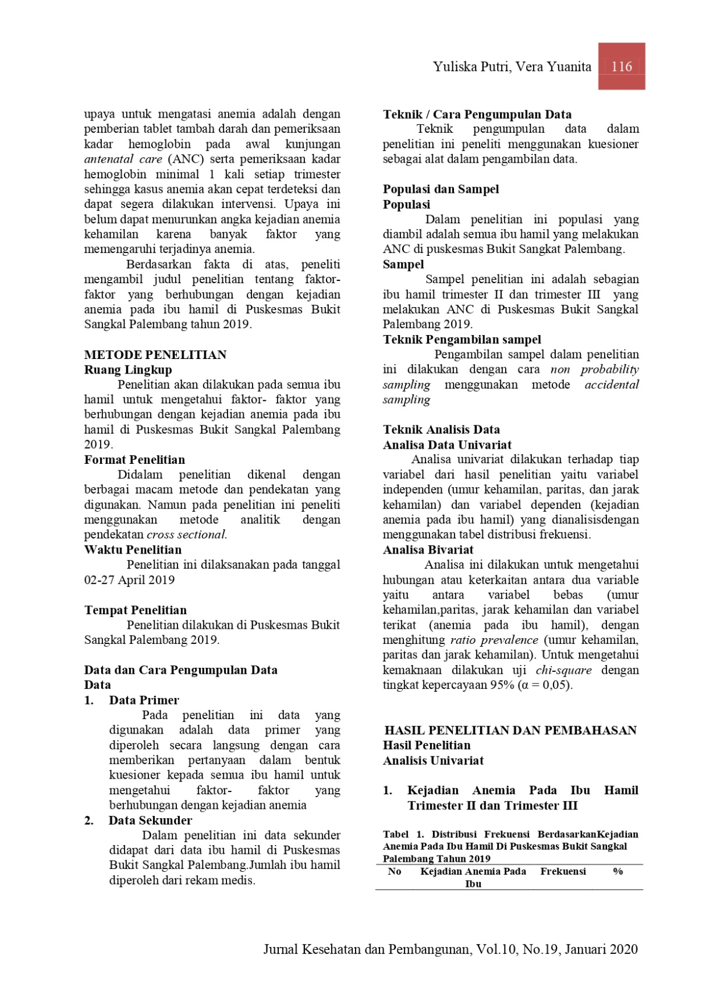 Yuliska Putri, Vera Yuanita 116
upaya untuk mengatasi anemia adalah dengan
pemberian tablet tambah darah dan pemeriksaan
kadar hemoglobin pada awal kunjungan
antenatal care (ANC) serta pemeriksaan kadar
hemoglobin minimal 1 kali setiap trimester
sehingga kasus anemia akan cepat terdeteksi dan
dapat segera dilakukan intervensi. Upaya ini
belum dapat menurunkan angka kejadian anemia
kehamilan karena banyak faktor yang
memengaruhi terjadinya anemia.
Berdasarkan fakta di atas, peneliti
mengambil judul penelitian tentang faktor-
faktor yang berhubungan dengan kejadian
anemia pada ibu hamil di Puskesmas Bukit
Sangkal Palembang tahun 2019.
METODE PENELITIAN
Ruang Lingkup
Penelitian akan dilakukan pada semua ibu
hamil untuk mengetahui faktor- faktor yang
berhubungan dengan kejadian anemia pada ibu
hamil di Puskesmas Bukit Sangkal Palembang
2019.
Format Penelitian
Didalam penelitian dikenal dengan
berbagai macam metode dan pendekatan yang
digunakan. Namun pada penelitian ini peneliti
menggunakan metode analitik dengan
pendekatan cross sectional.
Waktu Penelitian
Penelitian ini dilaksanakan pada tanggal
02-27 April 2019
Tempat Penelitian
Penelitian dilakukan di Puskesmas Bukit
Sangkal Palembang 2019.
Data dan Cara Pengumpulan Data
Data
1. Data Primer
Pada penelitian ini data yang
digunakan adalah data primer yang
diperoleh secara langsung dengan cara
memberikan pertanyaan dalam bentuk
kuesioner kepada semua ibu hamil untuk
mengetahui faktor- faktor yang
berhubungan dengan kejadian anemia
2. Data Sekunder
Dalam penelitian ini data sekunder
didapat dari data ibu hamil di Puskesmas
Bukit Sangkal Palembang.Jumlah ibu hamil
diperoleh dari rekam medis.
Teknik / Cara Pengumpulan Data
Teknik pengumpulan data dalam
penelitian ini peneliti menggunakan kuesioner
sebagai alat dalam pengambilan data.
Populasi dan Sampel
Populasi
Dalam penelitian ini populasi yang
diambil adalah semua ibu hamil yang melakukan
ANC di puskesmas Bukit Sangkat Palembang.
Sampel
Sampel penelitian ini adalah sebagian
ibu hamil trimester II dan trimester III yang
melakukan ANC di Puskesmas Bukit Sangkal
Palembang 2019.
Teknik Pengambilan sampel
Pengambilan sampel dalam penelitian
ini dilakukan dengan cara non probability
sampling menggunakan metode accidental
sampling
Teknik Analisis Data
Analisa Data Univariat
Analisa univariat dilakukan terhadap tiap
variabel dari hasil penelitian yaitu variabel
independen (umur kehamilan, paritas, dan jarak
kehamilan) dan variabel dependen (kejadian
anemia pada ibu hamil) yang dianalisisdengan
menggunakan tabel distribusi frekuensi.
Analisa Bivariat
Analisa ini dilakukan untuk mengetahui
hubungan atau keterkaitan antara dua variable
yaitu antara variabel bebas (umur
kehamilan,paritas, jarak kehamilan dan variabel
terikat (anemia pada ibu hamil), dengan
menghitung ratio prevalence (umur kehamilan,
paritas dan jarak kehamilan). Untuk mengetahui
kemaknaan dilakukan uji chi-square dengan
tingkat kepercayaan 95% (α = 0,05).
HASIL PENELITIAN DAN PEMBAHASAN
Hasil Penelitian
Analisis Univariat
1. Kejadian Anemia Pada Ibu Hamil
Trimester II dan Trimester III
Tabel 1. Distribusi Frekuensi BerdasarkanKejadian
Anemia Pada Ibu Hamil Di Puskesmas Bukit Sangkal
Palembang Tahun 2019
No Kejadian Anemia Pada Frekuensi %
Ibu
Jurnal Kesehatan dan Pembangunan, Vol.10, No.19, Januari 2020